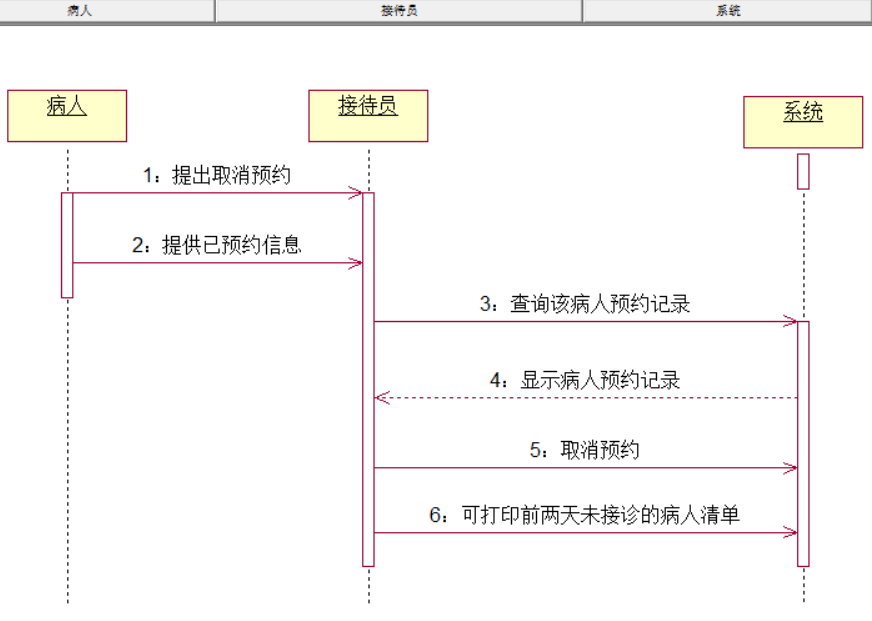 病人
接待员
系统
病人
接待员
系统
1：提出取消预约
2：提供已预约信息
3：查询该病人预约记录
4：显示病人预约记录
5：取消预约
6：可打印前两天未接诊的病人清单